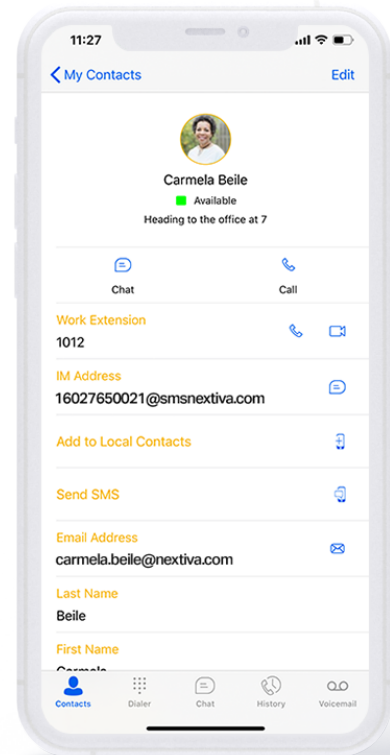 11:27
My Contacts
Edit
Carmela Beile
Available
Heading to the office at 7
Chat
Call
Work Extension
1012
IM Address
16027650021@smsnextiva.com
Add to Local Contacts
Send SMS
Email Address
carmela.beile@nextiva.com
Last Name
Beile
First Name
Carmela
Contacts
Dialer
Chat
History
Voicemail